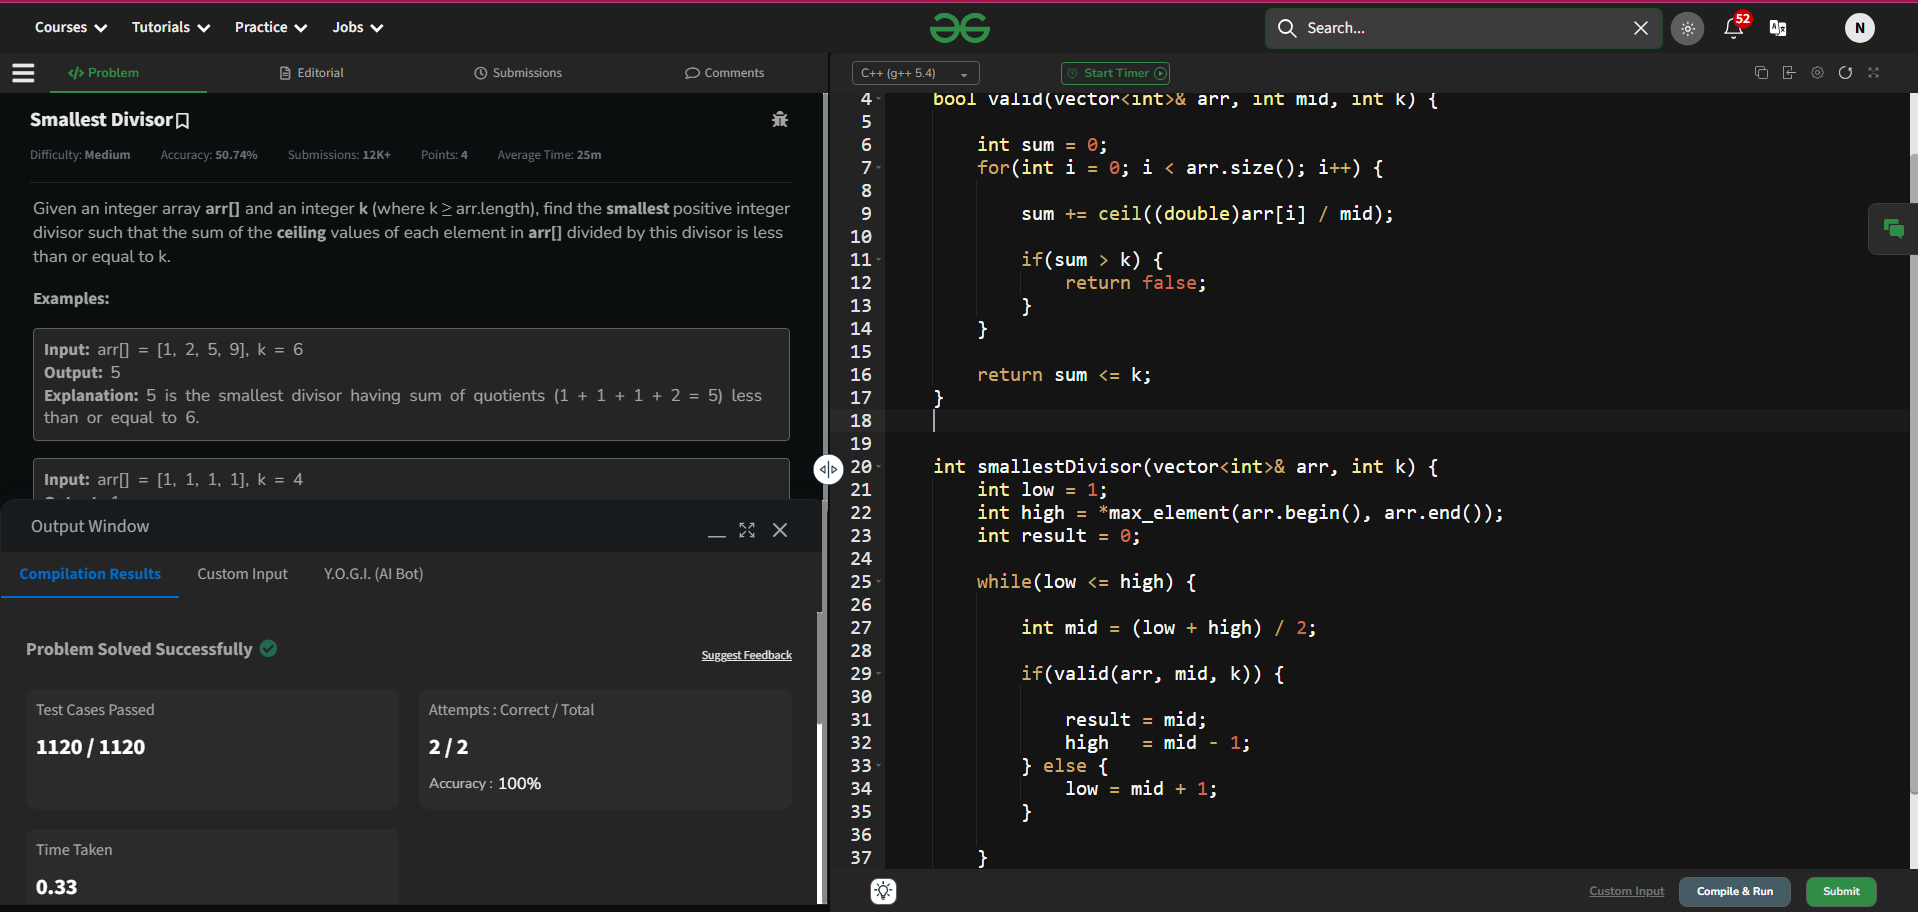 Courses Tutorials Practice Jobs
Search...
52
N
</> Problem Editorial Submissions Comments
Smallest Divisor
Difficulty: Medium Accuracy: 50.74% Submissions: 12K+ Points: 4 Average Time: 25m
Given an integer array arr[] and an integer k (where k ≥ arr.length), find the smallest positive integer
divisor such that the sum of the ceiling values of each element in arr[] divided by this divisor is less
than or equal to k.
Examples:
Input: arr[] = [1, 2, 5, 9], k = 6
Output: 5
Explanation: 5 is the smallest divisor having sum of quotients (1 + 1 + 1 + 2 = 5) less
than or equal to 6.
Input: arr[] = [1, 1, 1, 1], k = 4
Output Window
Compilation Results Custom Input Y.O.G.I. (AI Bot)
Problem Solved Successfully
Suggest Feedback
Test Cases Passed
1120 / 1120
Attempts : Correct / Total
2 / 2
Accuracy : 100%
Time Taken
0.33
C++ (g++ 5.4) Start Timer
4 bool valid(vector<int>& arr, int mid, int k) {
5
6 int sum = 0;
7 for(int i = 0; i < arr.size(); i++) {
8
9 sum += ceil((double)arr[i] / mid);
10
11 if(sum > k) {
12 return false;
13 }
14 }
15
16 return sum <= k;
17 }
18
19
20 int smallestDivisor(vector<int>& arr, int k) {
21 int low = 1;
22 int high = *max_element(arr.begin(), arr.end());
23 int result = 0;
24
25 while(low <= high) {
26
27 int mid = (low + high) / 2;
28
29 if(valid(arr, mid, k)) {
30
31 result = mid;
32 high   = mid - 1;
33 } else {
34 low = mid + 1;
35 }
36
37 }
Custom Input Compile & Run Submit